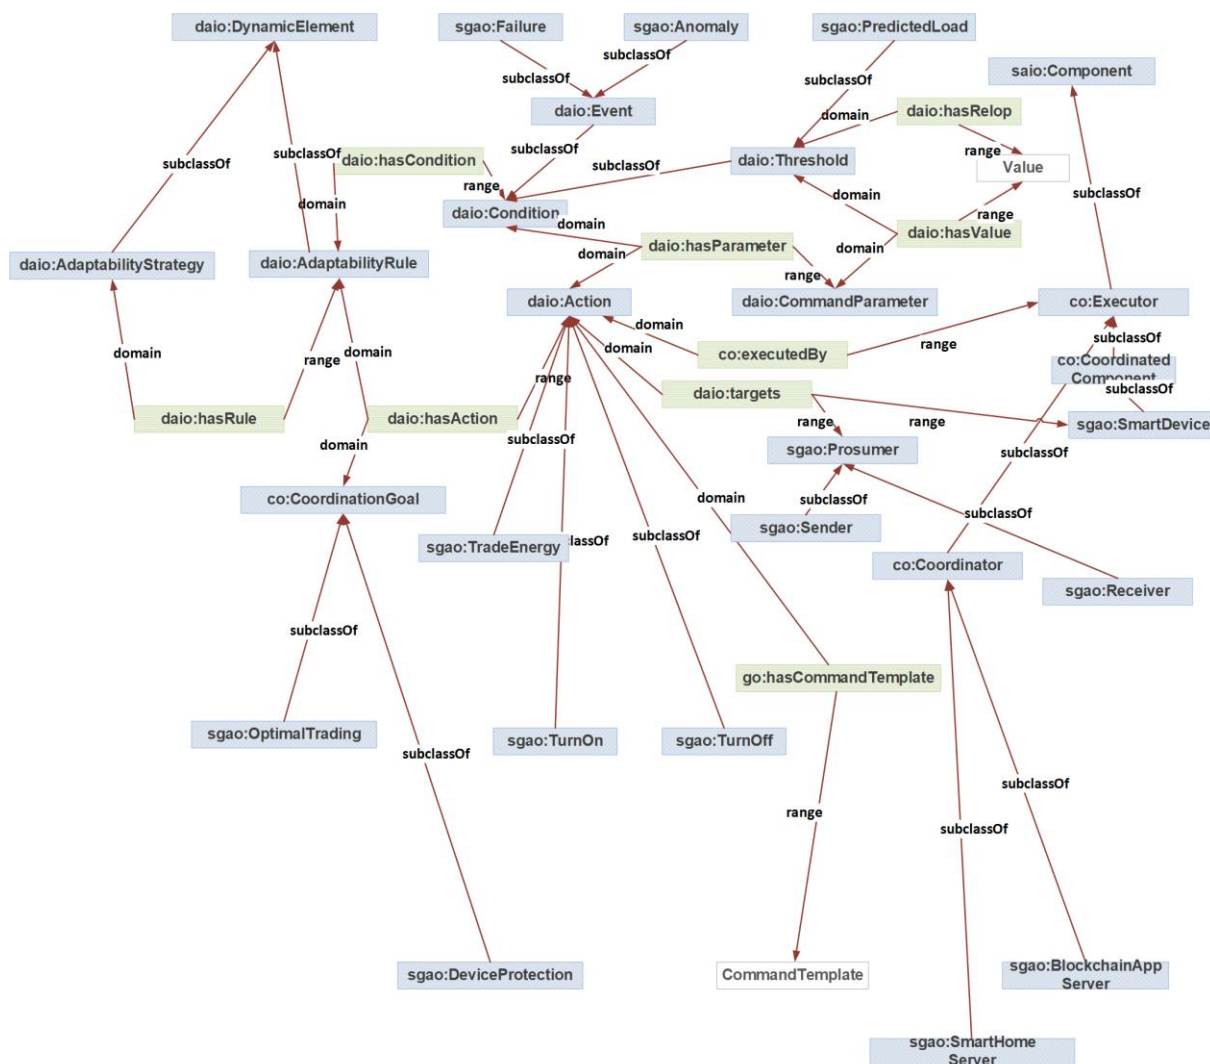 daio:DynamicElement
sgao:Failure
sgao:Anomaly
sgao:PredictedLoad
subclassOf
saio:Component
subclassOf
subclassOf
daio:Event
domain
daio:hasRelop
subclassOf
subclassOf
daio:hasCondition
subclassOf
range
subclassOf
daio:Threshold
range
Value
subclassOf
domain
domain
range
daio:Condition
domain
daio:hasParameter
domain
daio:hasValue
daio:AdaptabilityStrategy
daio:AdaptabilityRule
domain
range
daio:Action
daio:CommandParameter
co:Executor
domain
domain
range
domain
domain
co:executedBy
range
subclassOf
co:Coordinated
Component
range
daio:targets
subclassOf
daio:hasRule
daio:hasAction
range
range
sgao:SmartDevice
domain
subclassOf
sgao:Prosumer
subclassOf
co:CoordinationGoal
domain
subclassOf
subclassOf
sgao:Sender
sgao:TradeEnergy
classOf
subclassOf
co:Coordinator
sgao:Receiver
subclassOf
go:hasCommandTemplate
sgao:OptimalTrading
sgao:TurnOn
sgao:TurnOff
subclassOf
subclassOf
range
subclassOf
sgao:DeviceProtection
CommandTemplate
sgao:BlockchainApp
Server
sgao:SmartHome
Server